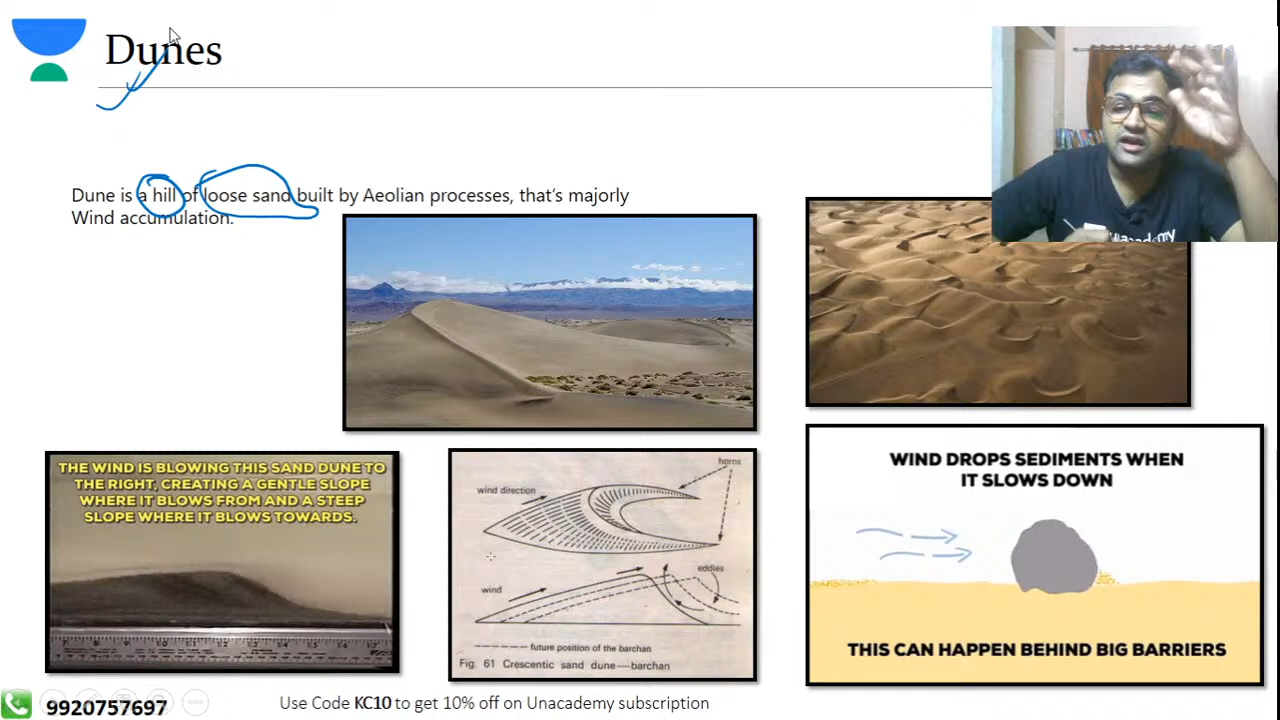 Dunes
Dune is a hill of loose sand built by Aeolian processes, that's majorly
Wind accumulation.
THE WIND IS BLOWING THIS SAND DUNE TO
THE RIGHT, CREATING A GENTLE SLOPE
WHERE IT BLOWS FROM AND A STEEP
SLOPE WHERE IT BLOWS TOWARDS.
horns
wind direction
eddies
wind
future position of the barchan
Fig. 61 Crescentic sand dune—barchan
WIND DROPS SEDIMENTS WHEN
IT SLOWS DOWN
THIS CAN HAPPEN BEHIND BIG BARRIERS
9920757697
Use Code KC10 to get 10% off on Unacademy subscription